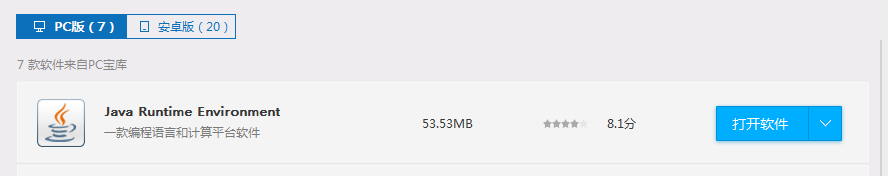 PC版（7） 安卓版（20）
7 款软件来自PC宝库
Java Runtime Environment
一款编程语言和计算平台软件
53.53MB 8.1分 打开软件